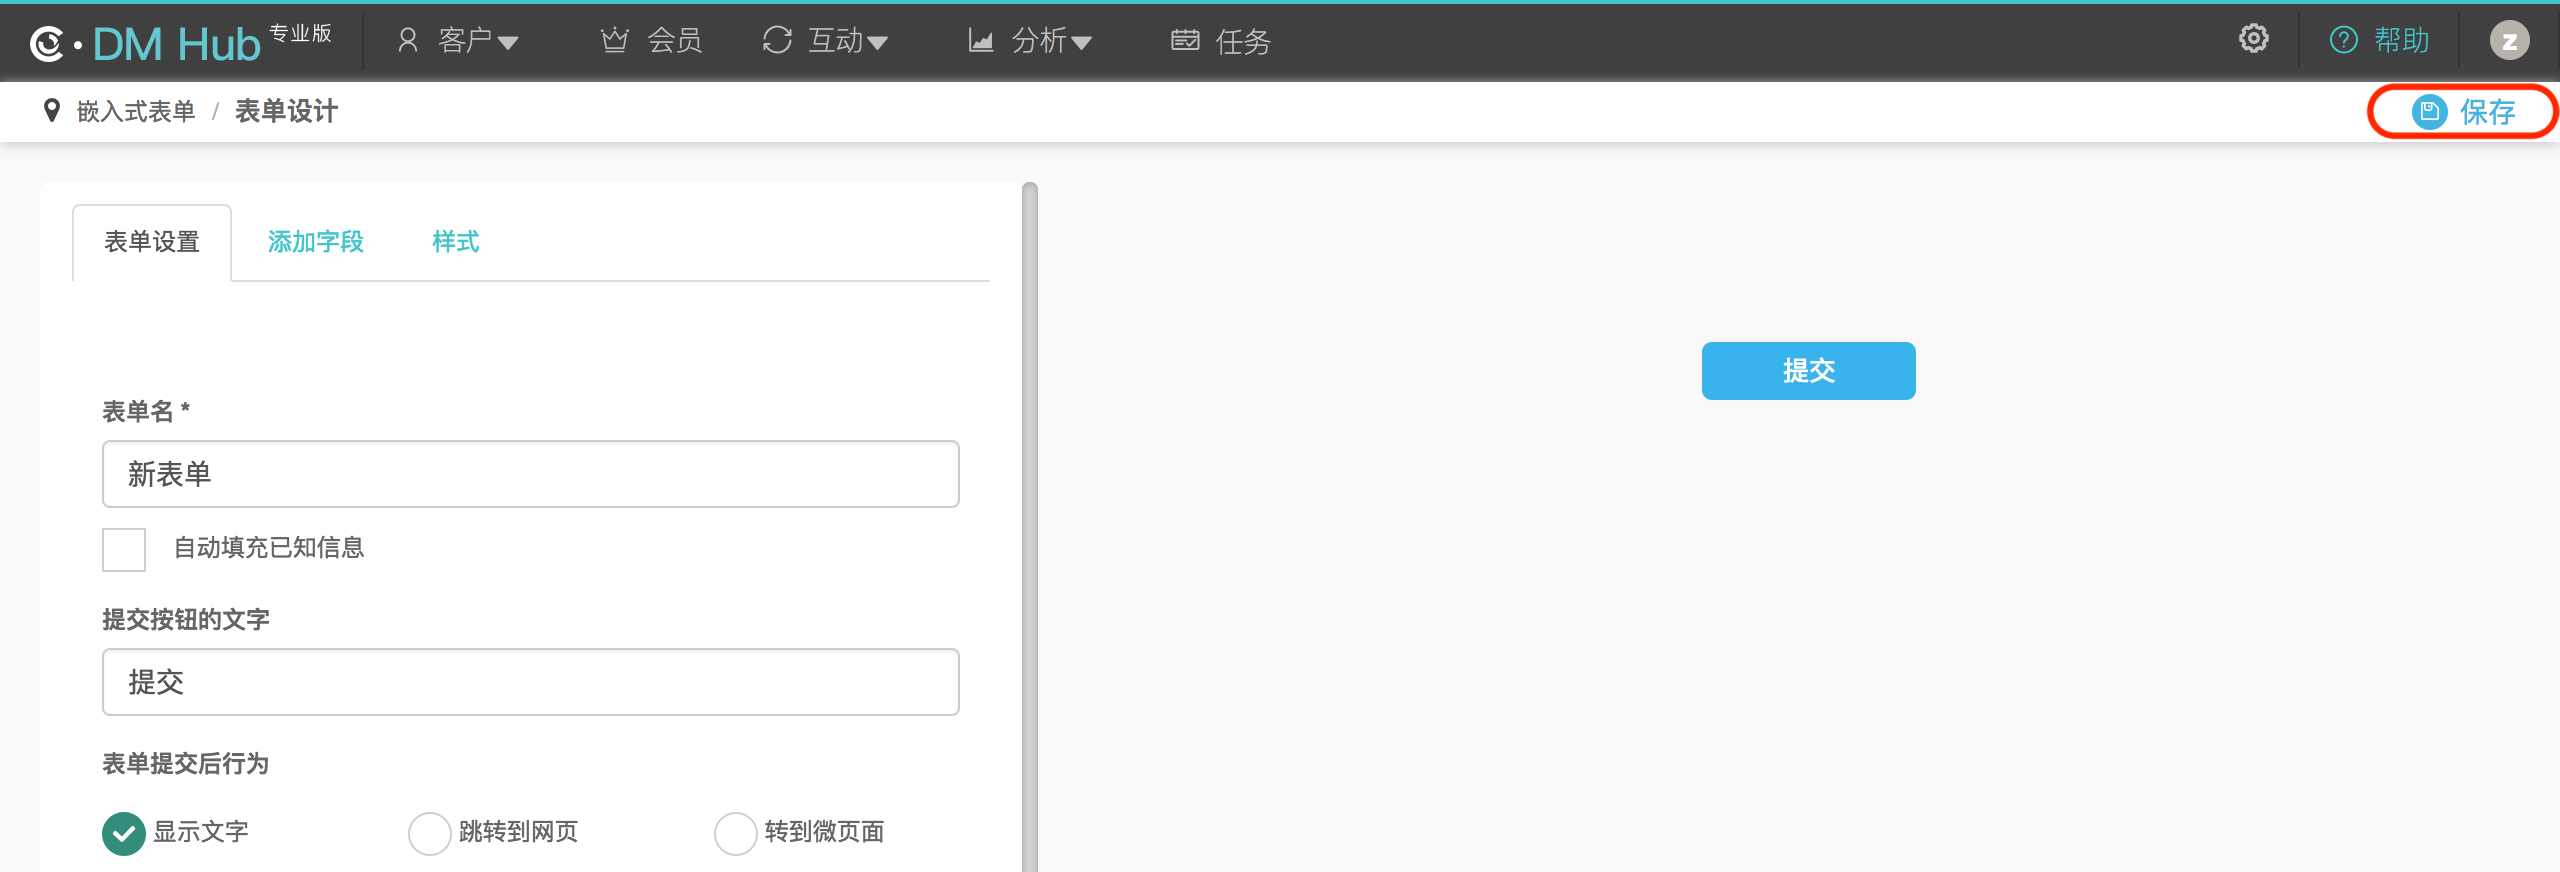 DM Hub 专业版 客户 会员 互动 分析 任务 帮助 z
嵌入式表单 / 表单设计 保存
表单设置 添加字段 样式
提交
表单名 *
新表单
自动填充已知信息
提交按钮的文字
提交
表单提交后行为
显示文字 跳转到网页 转到微页面